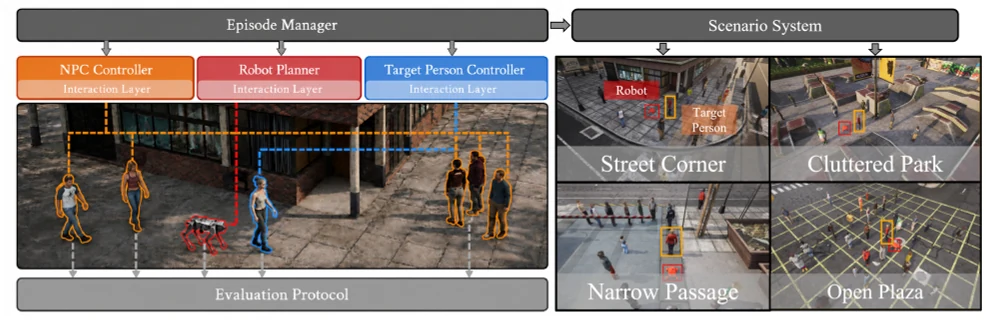 Episode Manager
Scenario System
NPC Controller
Interaction Layer
Robot Planner
Interaction Layer
Target Person Controller
Interaction Layer
Robot
Target
Person
Street Corner
Cluttered Park
Narrow Passage
Open Plaza
Evaluation Protocol